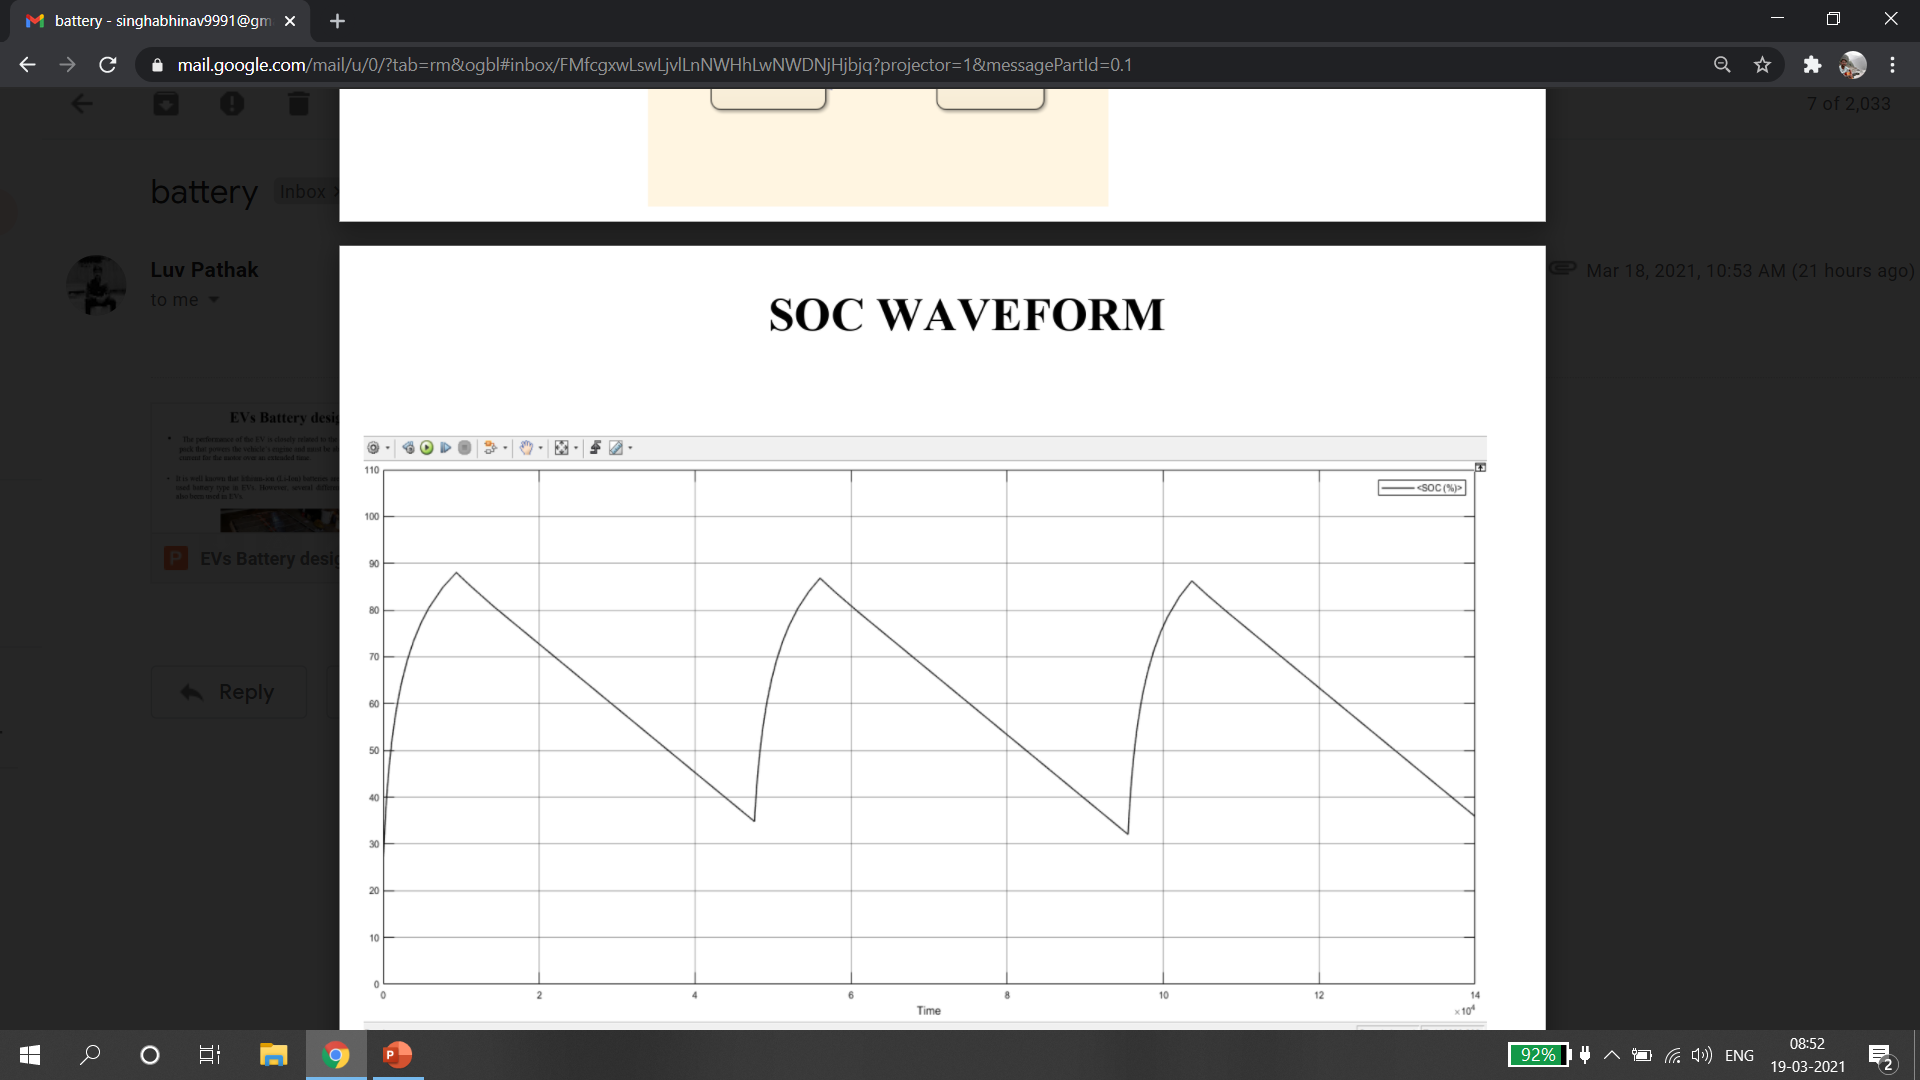 battery - singhabhinav9991@gm
mail.google.com/mail/u/0/?tab=rm&ogbl#inbox/FMfcgxwLswLjvlLnNWHhLwNWDNjHjbjq?projector=1&messagePartId=0.1
7 of 2,033
battery
Inbox
Luv Pathak
Mar 18, 2021, 10:53 AM (21 hours ago)
to me
SOC WAVEFORM
EVs Battery desig
P EVs Battery desig
Reply
<SOC (%)>
110
100
90
80
70
60
50
40
30
20
10
0
0 2 4 6 8 10 12 14
Time
×10⁴
92%
ENG
08:52
19-03-2021
2